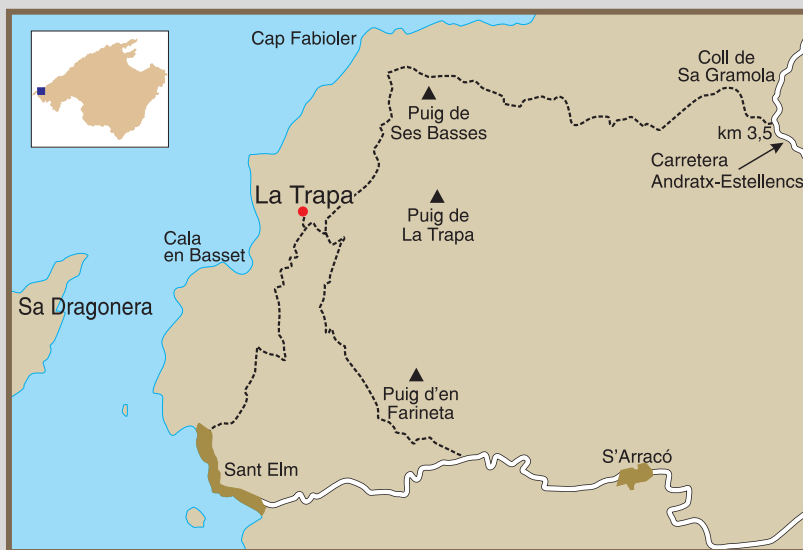 Cap Fabioler
Coll de
Sa Gramola
Puig de
Ses Basses
km 3,5
Carretera
Andratx-Estellencs
La Trapa
Puig de
La Trapa
Cala
en Basset
Sa Dragonera
Puig d'en
Farineta
Sant Elm
S'Arracó